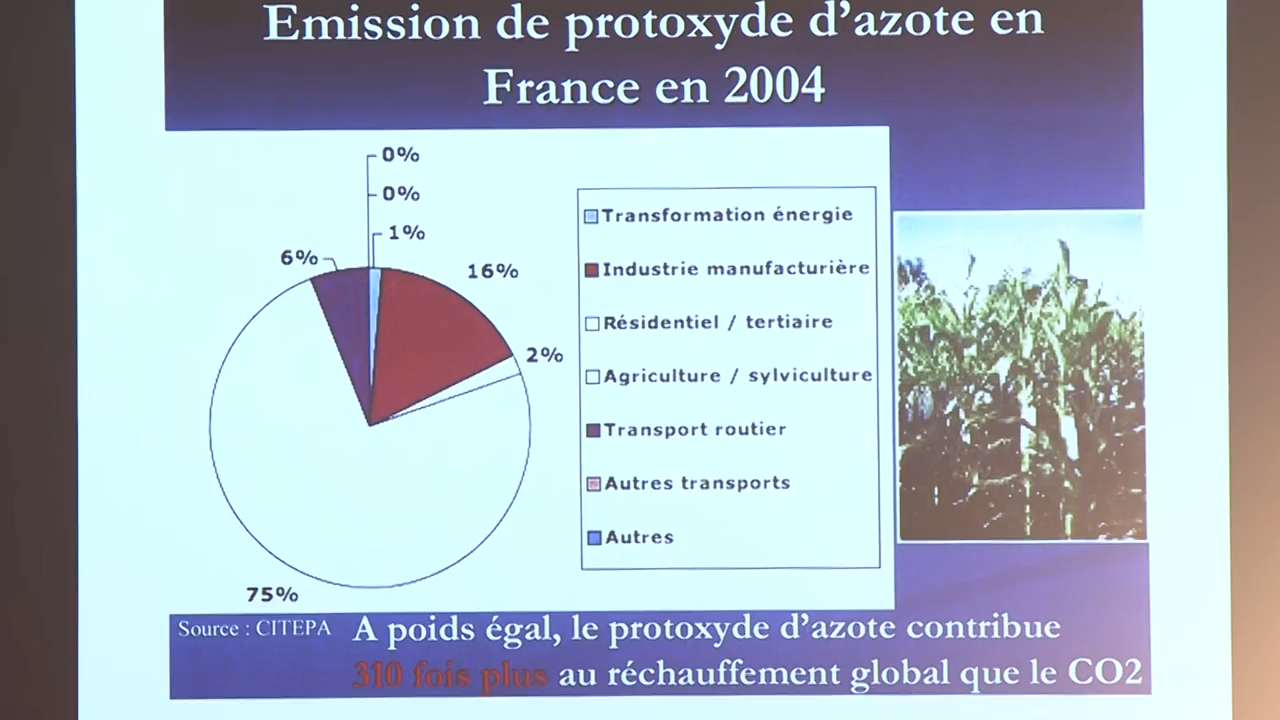 Emission de protoxyde d'azote en
France en 2004
0%
0%
1%
6%
16%
2%
75%
Transformation énergie
Industrie manufacturière
Résidentiel / tertiaire
Agriculture / sylviculture
Transport routier
Autres transports
Autres
Source : CITEPA
A poids égal, le protoxyde d'azote contribue
310 fois plus au réchauffement global que le CO2